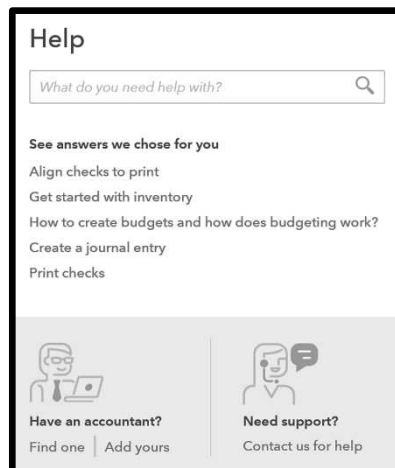 Help
What do you need help with?
See answers we chose for you
Align checks to print
Get started with inventory
How to create budgets and how does budgeting work?
Create a journal entry
Print checks
Have an accountant?
Find one | Add yours
Need support?
Contact us for help